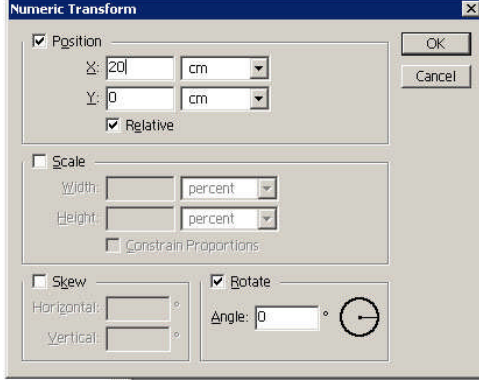 Numeric Transform
Position
X: 20 cm
Y: 0 cm
Relative
OK
Cancel
Scale
Width: percent
Height: percent
Constrain Proportions
Skew
Horizontal: °
Vertical: °
Rotate
Angle: 0 °